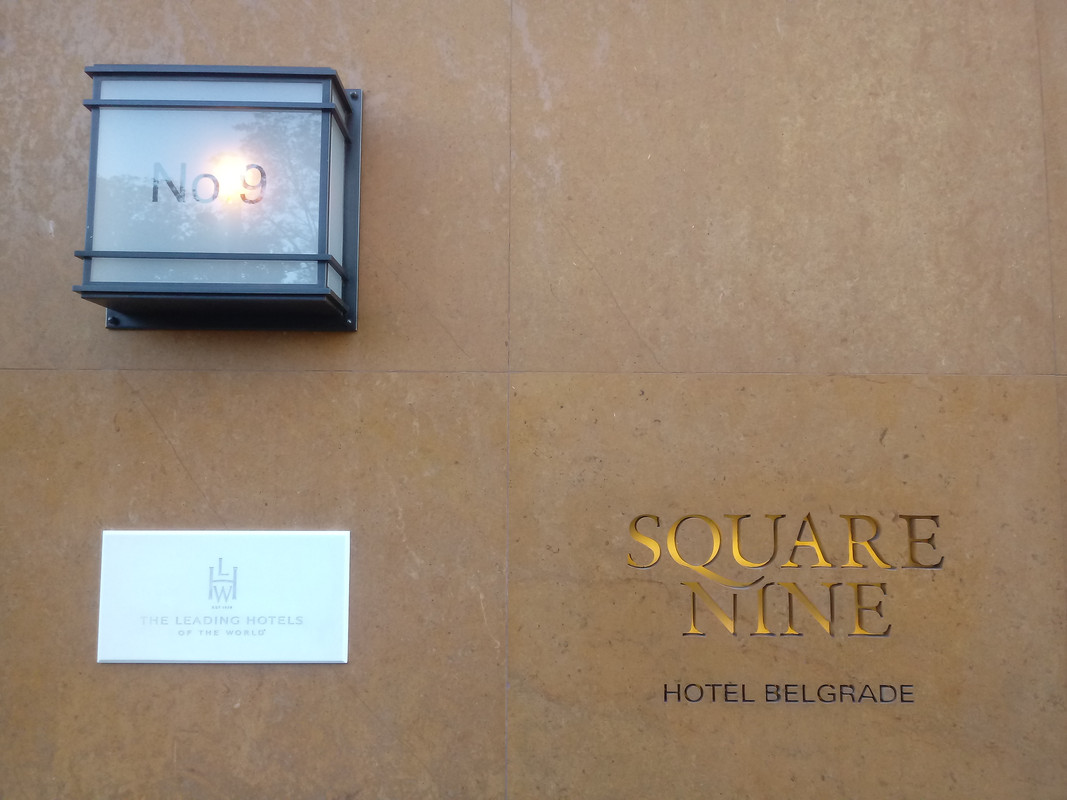 No 9
LHW
THE LEADING HOTELS
OF THE WORLD®
SQUARE
NINE
HOTEL BELGRADE